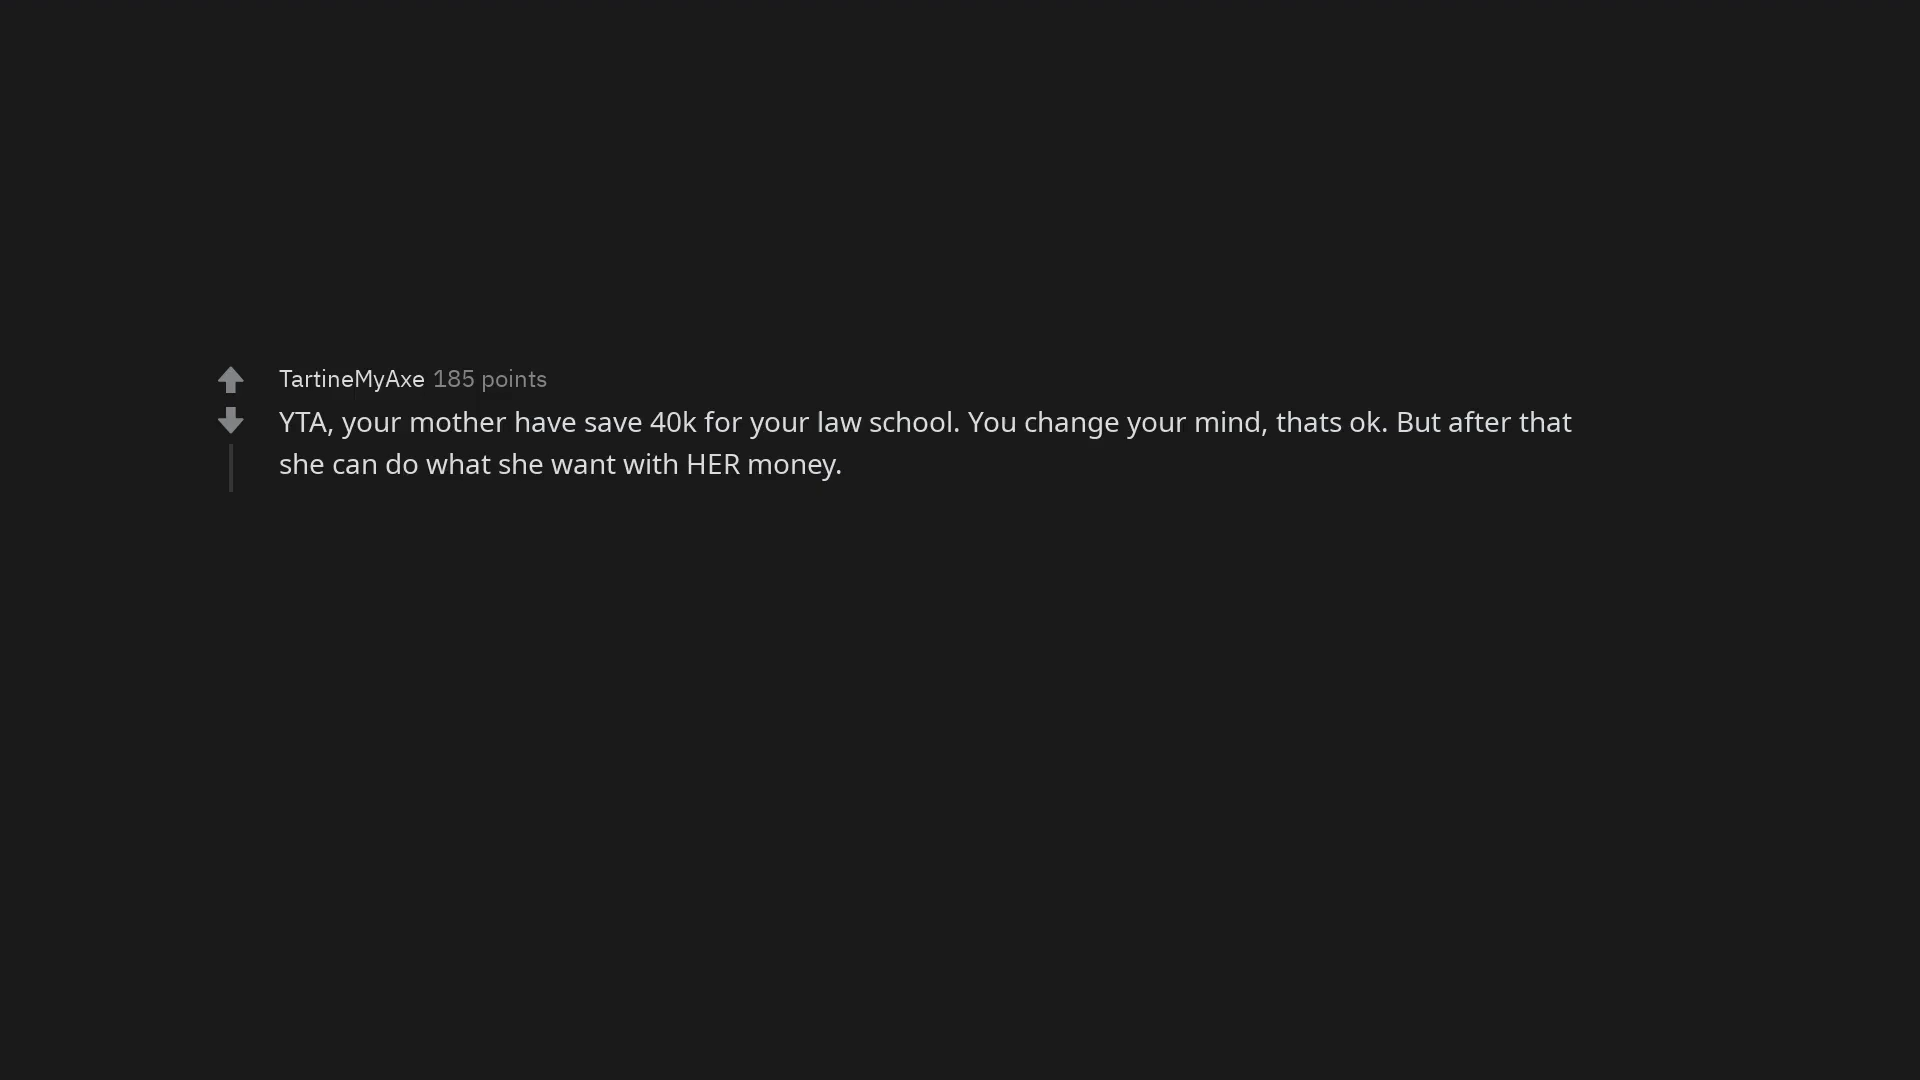 TartineMyAxe 185 points
YTA, your mother have save 40k for your law school. You change your mind, thats ok. But after that
she can do what she want with HER money.